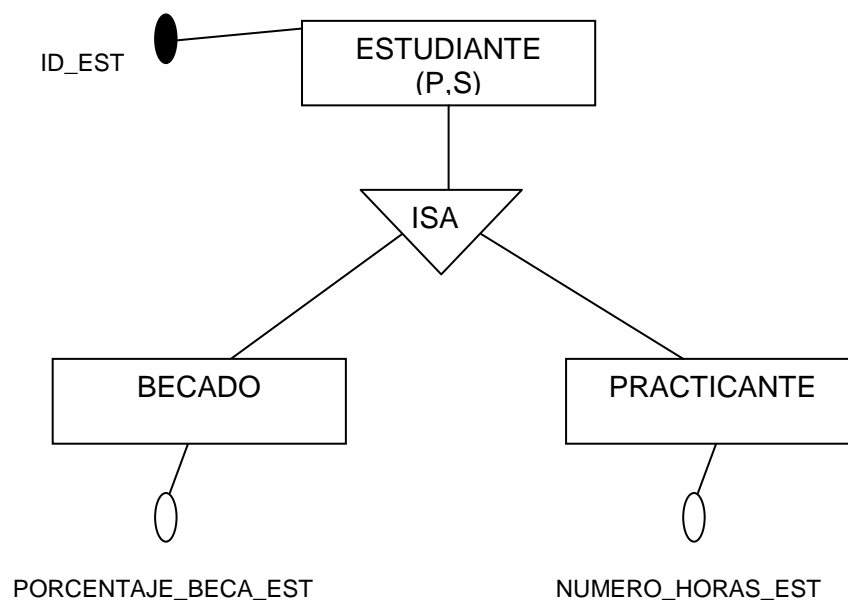 ESTUDIANTE
(P,S)
ID_EST
ISA
BECADO
PRACTICANTE
PORCENTAJE_BECA_EST
NUMERO_HORAS_EST